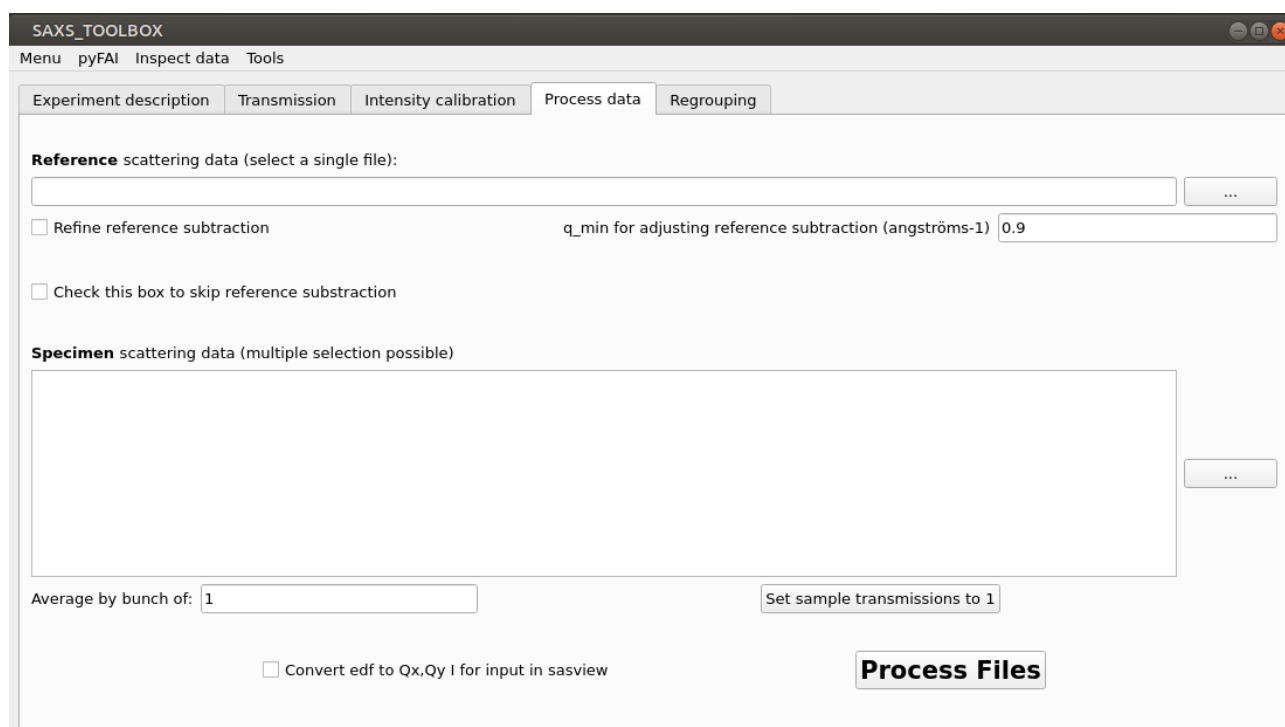 SAXS_TOOLBOX
Menu pyFAI Inspect data Tools
Experiment description Transmission Intensity calibration Process data Regrouping
Reference scattering data (select a single file):
...
Refine reference subtraction q_min for adjusting reference subtraction (angströms-1) 0.9
Check this box to skip reference substraction
Specimen scattering data (multiple selection possible)
...
Average by bunch of: 1 Set sample transmissions to 1
Convert edf to Qx,Qy I for input in sasview Process Files